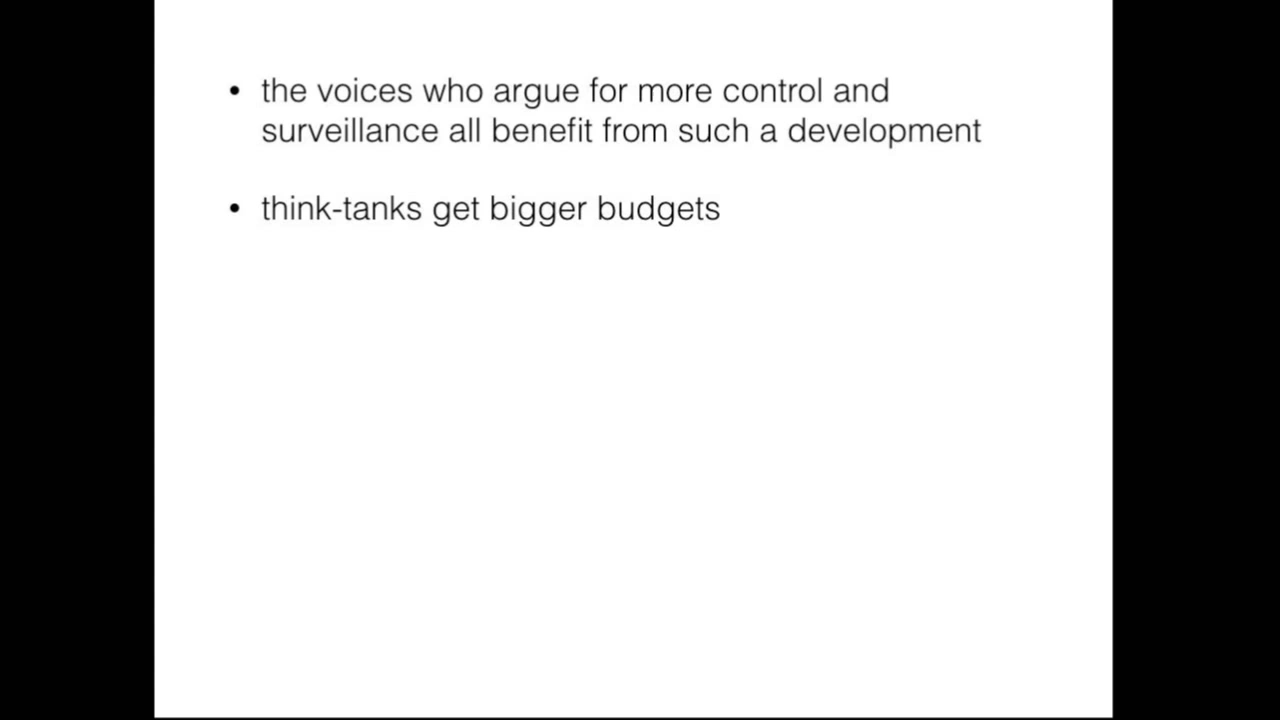 • the voices who argue for more control and
surveillance all benefit from such a development
• think-tanks get bigger budgets